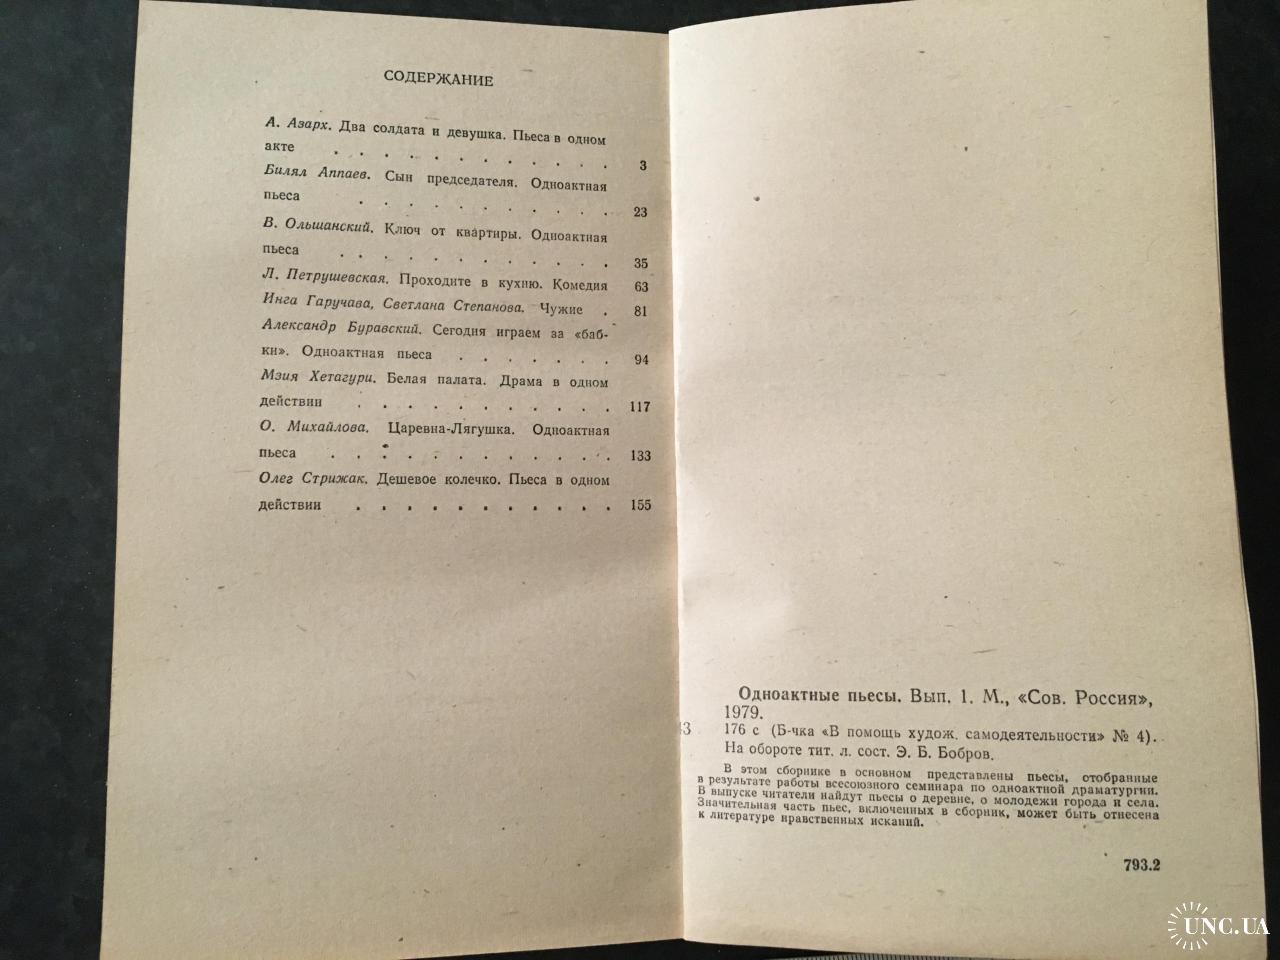 СОДЕРЖАНИЕ
А. Азарх. Два солдата и девушка. Пьеса в одном
акте . . . . . . . . . . . . 3
Билял Аппаев. Сын председателя. Одноактная
пьеса . . . . . . . . . . . 23
В. Ольшанский. Ключ от квартиры. Одноактная
пьеса . . . . . . . . . . . . 35
Л. Петрушевская. Проходите в кухню. Комедия 63
Инга Гаручава, Светлана Степанова. Чужие . 81
Александр Буравский. Сегодня играем за «баб-
ки». Одноактная пьеса . . . . . . . 94
Мзия Хетагури. Белая палата. Драма в одном
действии . . . . . . . . . . . 117
О. Михайлова. Царевна-Лягушка. Одноактная
пьеса . . . . . . . . . . . . 133
Олег Стрижак. Дешевое колечко. Пьеса в одном
действии . . . . . . . . . . . 155
Одноактные пьесы. Вып. 1. М., «Сов. Россия»,
1979.
176 с (Б-чка «В помощь худож. самодеятельности» № 4).
На обороте тит. л. сост. Э. Б. Бобров.
В этом сборнике в основном представлены пьесы, отобранные
в результате работы всесоюзного семинара по одноактной драматургии.
В выпуске читатели найдут пьесы о деревне, о молодежи города и села.
Значительная часть пьес, включенных в сборник, может быть отнесена
к литературе нравственных исканий.
793.2
UNC.UA